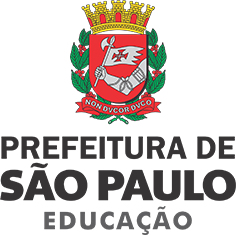 NON DVCOR DVCO
PREFEITURA DE
SÃO PAULO
EDUCAÇÃO